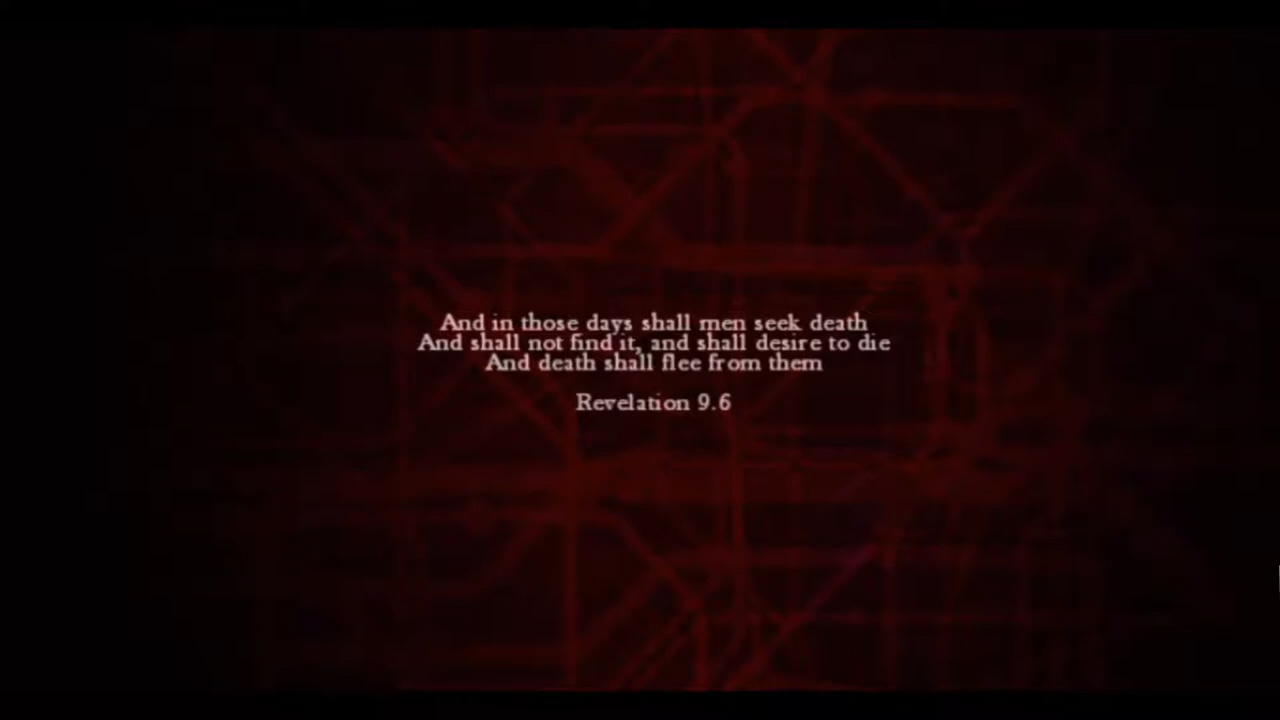 And in those days shall men seek death
And shall not find it, and shall desire to die
And death shall flee from them
Revelation 9.6